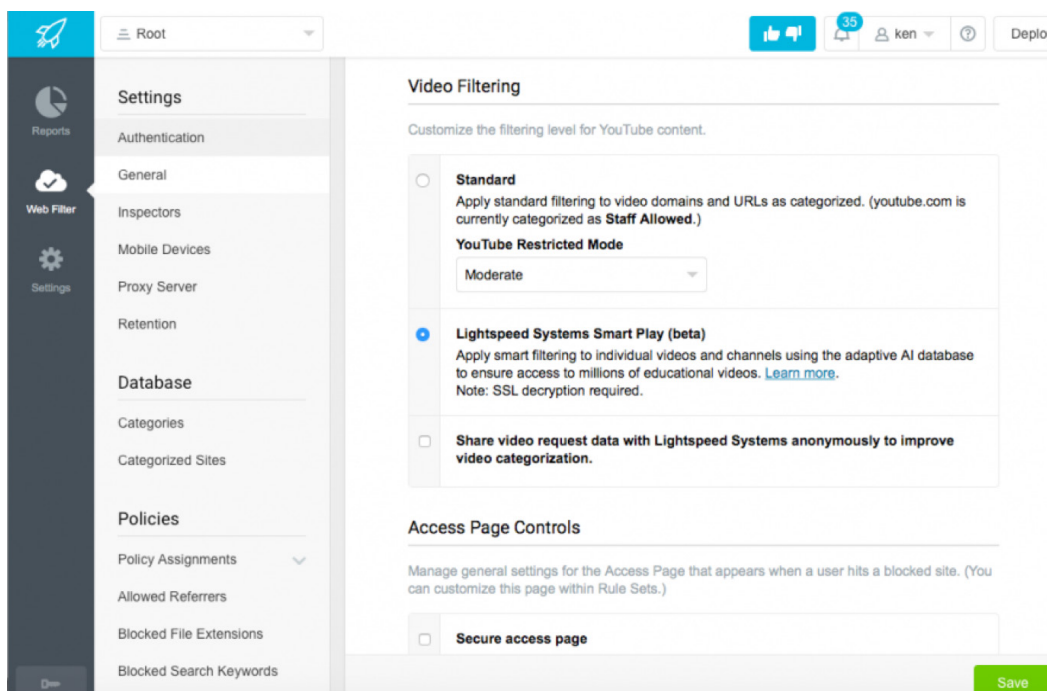 Root
35
ken
Deplo
Reports
Web Filter
Settings
Settings
Authentication
General
Inspectors
Mobile Devices
Proxy Server
Retention
Database
Categories
Categorized Sites
Policies
Policy Assignments
Allowed Referrers
Blocked File Extensions
Blocked Search Keywords
Video Filtering
Customize the filtering level for YouTube content.
Standard
Apply standard filtering to video domains and URLs as categorized. (youtube.com is
currently categorized as Staff Allowed.)
YouTube Restricted Mode
Moderate
Lightspeed Systems Smart Play (beta)
Apply smart filtering to individual videos and channels using the adaptive AI database
to ensure access to millions of educational videos. Learn more.
Note: SSL decryption required.
Share video request data with Lightspeed Systems anonymously to improve
video categorization.
Access Page Controls
Manage general settings for the Access Page that appears when a user hits a blocked site. (You
can customize this page within Rule Sets.)
Secure access page
Save